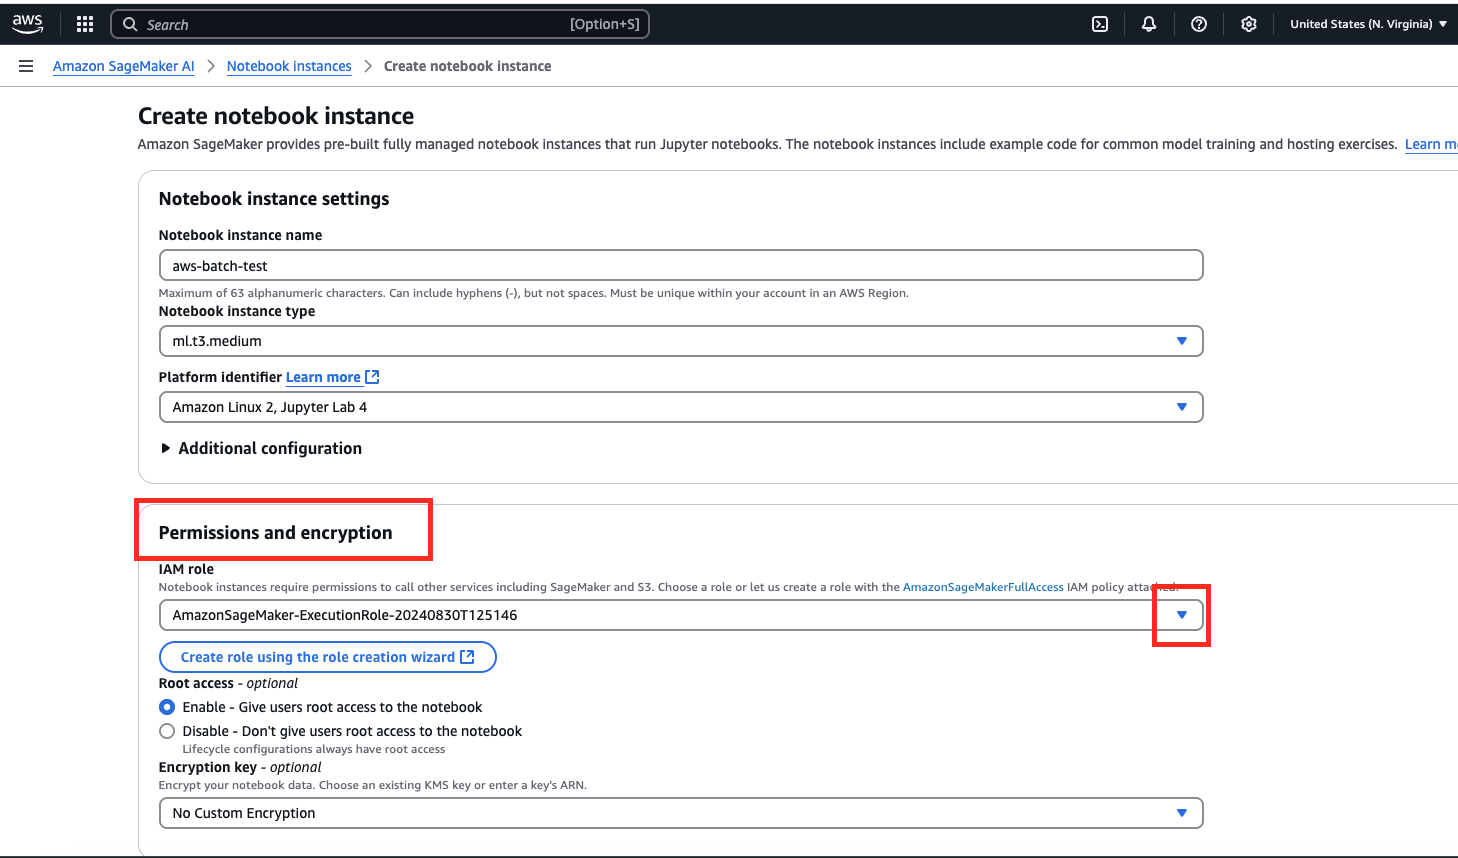 aws
Search [Option+S] United States (N. Virginia)
Amazon SageMaker AI Notebook instances Create notebook instance
Create notebook instance
Amazon SageMaker provides pre-built fully managed notebook instances that run Jupyter notebooks. The notebook instances include example code for common model training and hosting exercises. Learn
Notebook instance settings
Notebook instance name
aws-batch-test
Maximum of 63 alphanumeric characters. Can include hyphens (-), but not spaces. Must be unique within your account in an AWS Region.
Notebook instance type
ml.t3.medium
Platform identifier Learn more
Amazon Linux 2, Jupyter Lab 4
Additional configuration
Permissions and encryption
IAM role
Notebook instances require permissions to call other services including SageMaker and S3. Choose a role or let us create a role with the AmazonSageMakerFullAccess IAM policy attached.
AmazonSageMaker-ExecutionRole-20240830T125146
Create role using the role creation wizard
Root access - optional
Enable - Give users root access to the notebook
Disable - Don't give users root access to the notebook
Lifecycle configurations always have root access
Encryption key - optional
Encrypt your notebook data. Choose an existing KMS key or enter a key's ARN.
No Custom Encryption